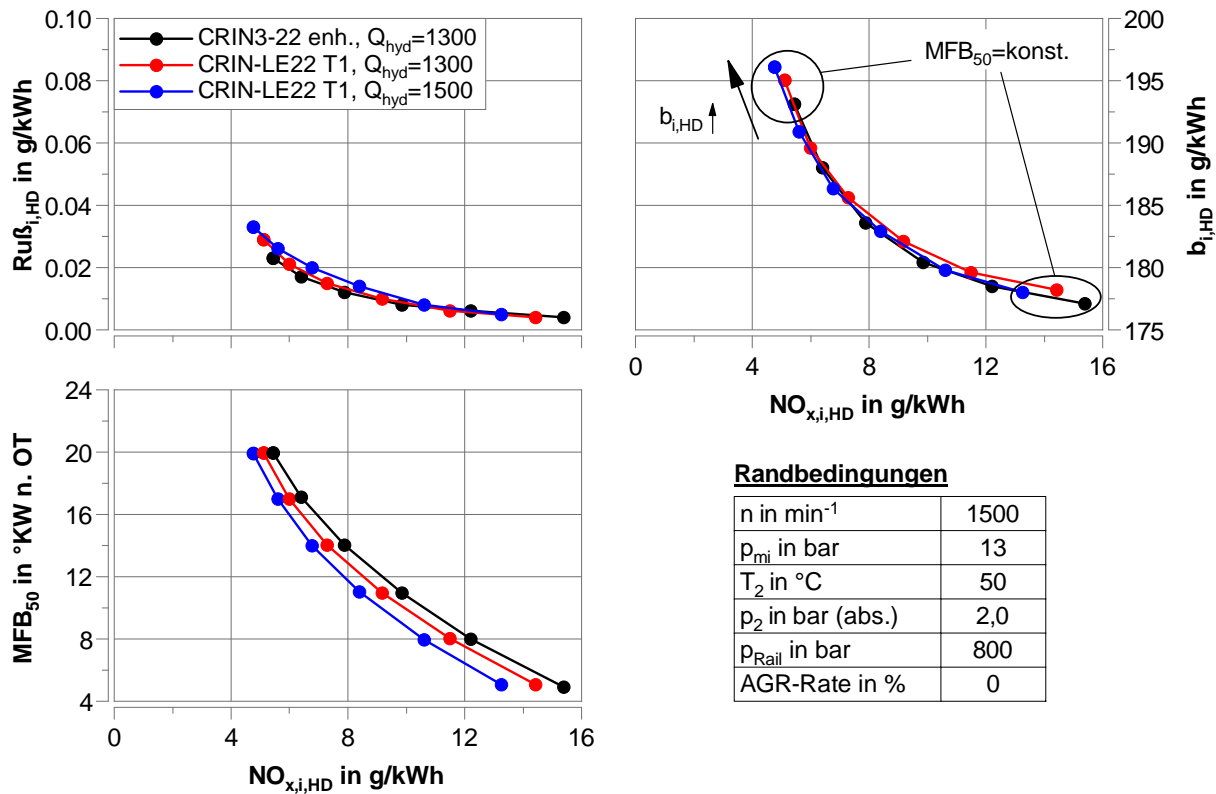 0.10
0.08
0.06
0.04
0.02
0.00
Ruß_i,HD in g/kWh
CRIN3-22 enh., Q_hyd=1300
CRIN-LE22 T1, Q_hyd=1300
CRIN-LE22 T1, Q_hyd=1500
200
195
190
185
180
175
b_i,HD in g/kWh
MFB_50=konst.
b_i,HD
0 4 8 12 16
NO_x,i,HD in g/kWh
24
20
16
12
8
4
MFB_50 in °KW n. OT
0 4 8 12 16
NO_x,i,HD in g/kWh
Randbedingungen
n in min^-1 1500
p_mi in bar 13
T_2 in °C 50
p_2 in bar (abs.) 2,0
p_Rail in bar 800
AGR-Rate in % 0